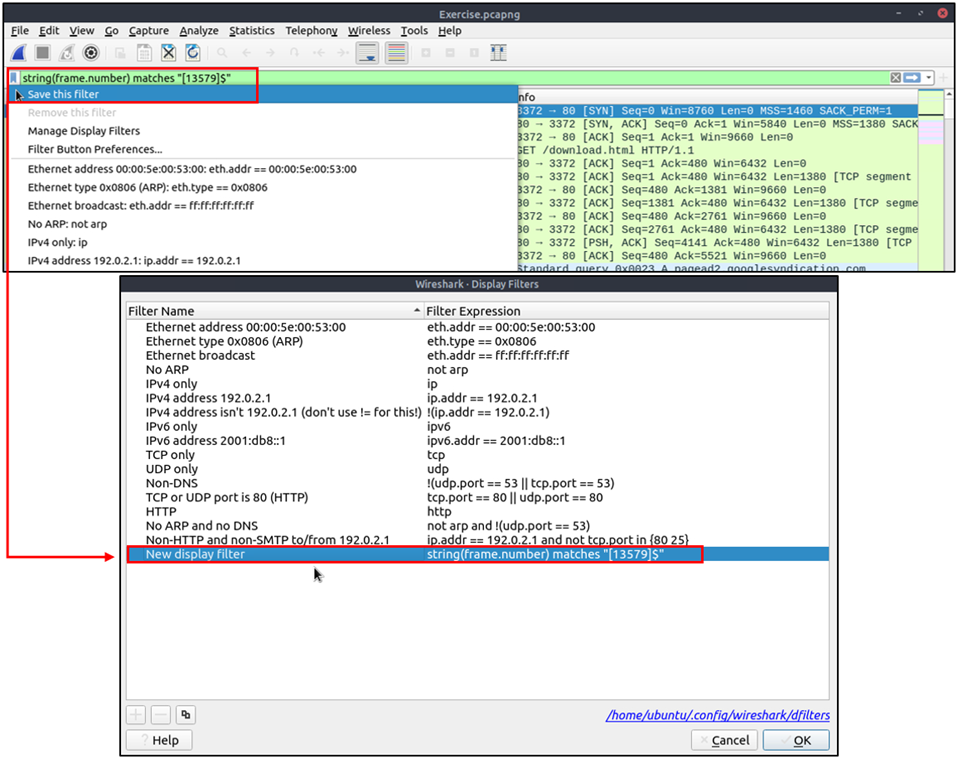 Exercise.pcapng
File Edit View Go Capture Analyze Statistics Telephony Wireless Tools Help
string(frame.number) matches "[13579]$"
Save this filter
Remove this filter
Manage Display Filters
Filter Button Preferences...
Ethernet address 00:00:5e:00:53:00: eth.addr == 00:00:5e:00:53:00
Ethernet type 0x0806 (ARP): eth.type == 0x0806
Ethernet broadcast: eth.addr == ff:ff:ff:ff:ff:ff
No ARP: not arp
IPv4 only: ip
IPv4 address 192.0.2.1: ip.addr == 192.0.2.1
nfo
3372 → 80 [SYN] Seq=0 Win=8760 Len=0 MSS=1460 SACK_PERM=1
80 → 3372 [SYN, ACK] Seq=0 Ack=1 Win=5840 Len=0 MSS=1380 SACK
3372 → 80 [ACK] Seq=1 Ack=1 Win=9660 Len=0
GET /download.html HTTP/1.1
80 → 3372 [ACK] Seq=1 Ack=480 Win=6432 Len=0
80 → 3372 [ACK] Seq=1 Ack=480 Win=6432 Len=1380 [TCP segment
3372 → 80 [ACK] Seq=480 Ack=1381 Win=9660 Len=0
80 → 3372 [ACK] Seq=1381 Ack=480 Win=6432 Len=1380 [TCP segme
3372 → 80 [ACK] Seq=480 Ack=2761 Win=9660 Len=0
80 → 3372 [ACK] Seq=2761 Ack=480 Win=6432 Len=1380 [TCP segme
80 → 3372 [PSH, ACK] Seq=4141 Ack=480 Win=6432 Len=1380 [TCP
3372 → 80 [ACK] Seq=480 Ack=5521 Win=9660 Len=0
Standard query 0x0023 A pagead2.googlesyndication.com
Wireshark · Display Filters
Filter Name Filter Expression
Ethernet address 00:00:5e:00:53:00 eth.addr == 00:00:5e:00:53:00
Ethernet type 0x0806 (ARP) eth.type == 0x0806
Ethernet broadcast eth.addr == ff:ff:ff:ff:ff:ff
No ARP not arp
IPv4 only ip
IPv4 address 192.0.2.1 ip.addr == 192.0.2.1
IPv4 address isn't 192.0.2.1 (don't use != for this!) !(ip.addr == 192.0.2.1)
IPv6 only ipv6
IPv6 address 2001:db8::1 ipv6.addr == 2001:db8::1
TCP only tcp
UDP only udp
Non-DNS !(udp.port == 53 || tcp.port == 53)
TCP or UDP port is 80 (HTTP) tcp.port == 80 || udp.port == 80
HTTP http
No ARP and no DNS not arp and !(udp.port == 53)
Non-HTTP and non-SMTP to/from 192.0.2.1 ip.addr == 192.0.2.1 and not tcp.port in {80 25}
New display filter string(frame.number) matches "[13579]$"
/home/ubuntu/.config/wireshark/dfilters
Help Cancel OK